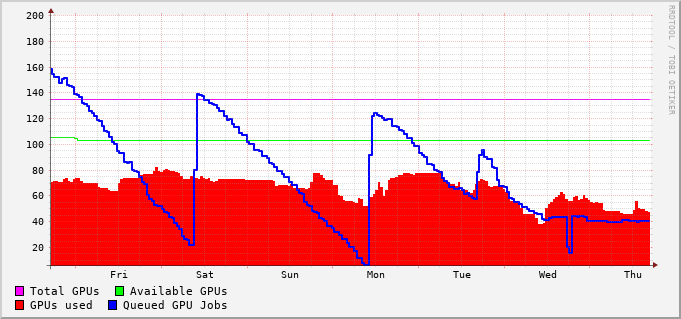 200
180
160
140
120
100
80
60
40
20
Fri Sat Sun Mon Tue Wed Thu
Total GPUs Available GPUs
GPUs used Queued GPU Jobs
RRDTOOL / TOBI OETIKER